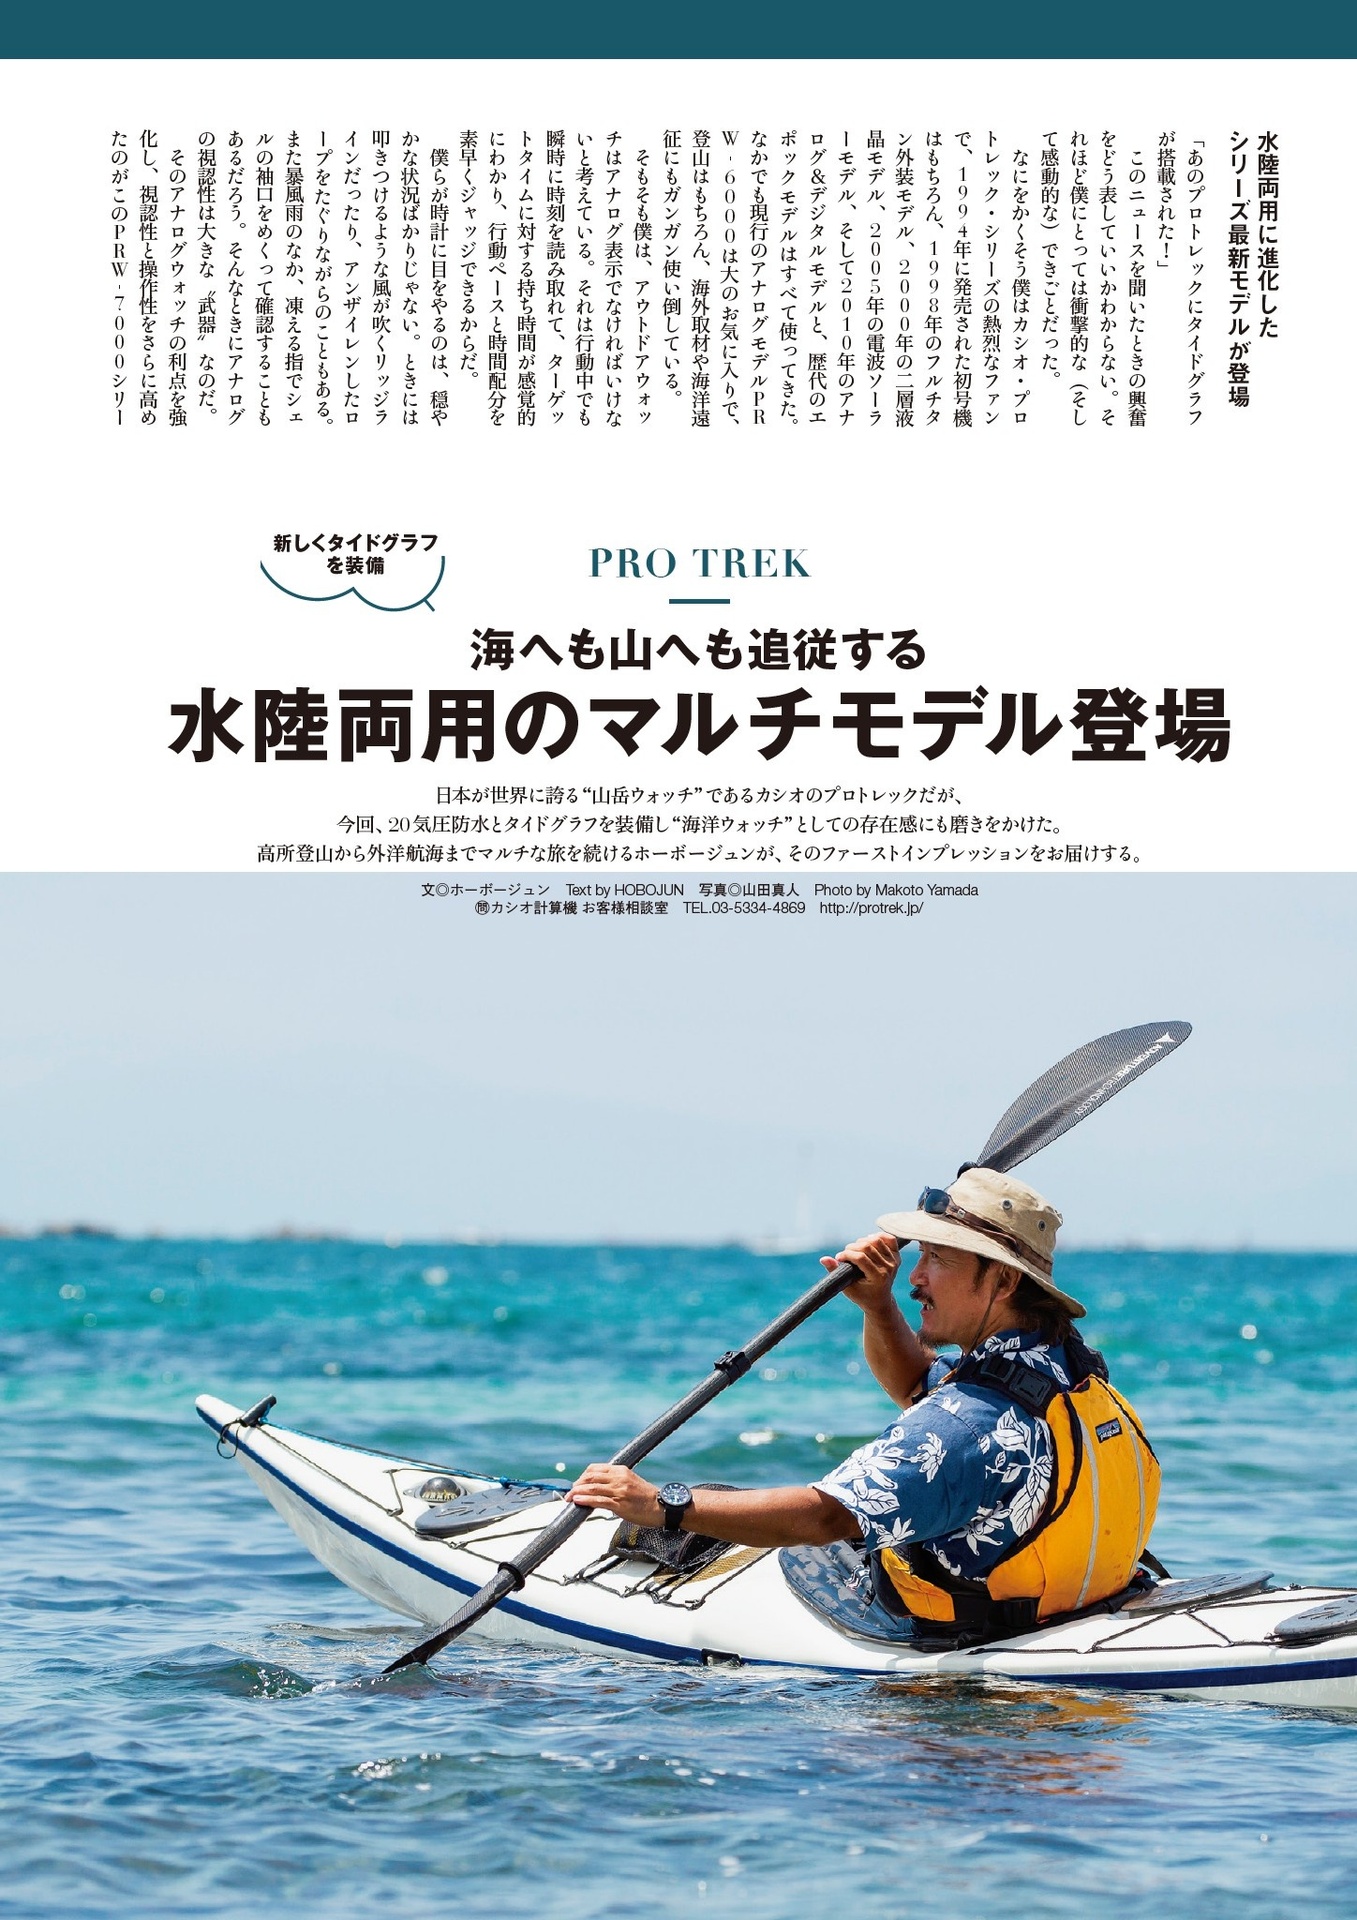 水陸両用に進化した
シリーズ最新モデルが登場
「あのプロトレックにタイドグラフ
が搭載された！」
このニュースを聞いたときの興奮
をどう表していいかわからない。そ
れほど僕にとっては衝撃的な（そし
て感動的な）できごとだった。
なにをかくそう僕はカシオ・プロ
トレック・シリーズの熱烈なファン
で、1994年に発売された初号機
はもちろん、1998年のフルチタ
ン外装モデル、2000年の二層液
晶モデル、2005年の電波ソーラ
ーモデル、そして2010年のアナ
ログ&デジタルモデルと、歴代のエ
ポックモデルはすべて使ってきた。
なかでも現行のアナログモデルPR
W-6000は大のお気に入りで、
登山はもちろん、海外取材や海洋遠
征にもガンガン使い倒している。
そもそも僕は、アウトドアウォッ
チはアナログ表示でなければいけな
いと考えている。それは行動中でも
瞬時に時刻を読み取れて、ターゲッ
トタイムに対する持ち時間が感覚的
にわかり、行動ペースと時間配分を
素早くジャッジできるからだ。
僕らが時計に目をやるのは、穏や
かな状況ばかりじゃない。ときには
叩きつけるような風が吹くリッジラ
インだったり、アンザイレンしたロ
ープをたぐりながらのこともある。
また暴風雨のなか、凍える指でシェ
ルの袖口をめくって確認することも
あるだろう。そんなときにアナログ
の視認性は大きな〝武器〟なのだ。
そのアナログウォッチの利点を強
化し、視認性と操作性をさらに高め
たのがこのPRW-7000シリー
新しくタイドグラフ
を装備
PRO TREK
海へも山へも追従する
水陸両用のマルチモデル登場
日本が世界に誇る“山岳ウォッチ”であるカシオのプロトレックだが、
今回、20気圧防水とタイドグラフを装備し“海洋ウォッチ”としての存在感にも磨きをかけた。
高所登山から外洋航海までマルチな旅を続けるホーボージュンが、そのファーストインプレッションをお届けする。
文◎ホーボージュン　Text by HOBOJUN　写真◎山田真人　Photo by Makoto Yamada
㉄カシオ計算機 お客様相談室　TEL.03-5334-4869　http://protrek.jp/
patagonia